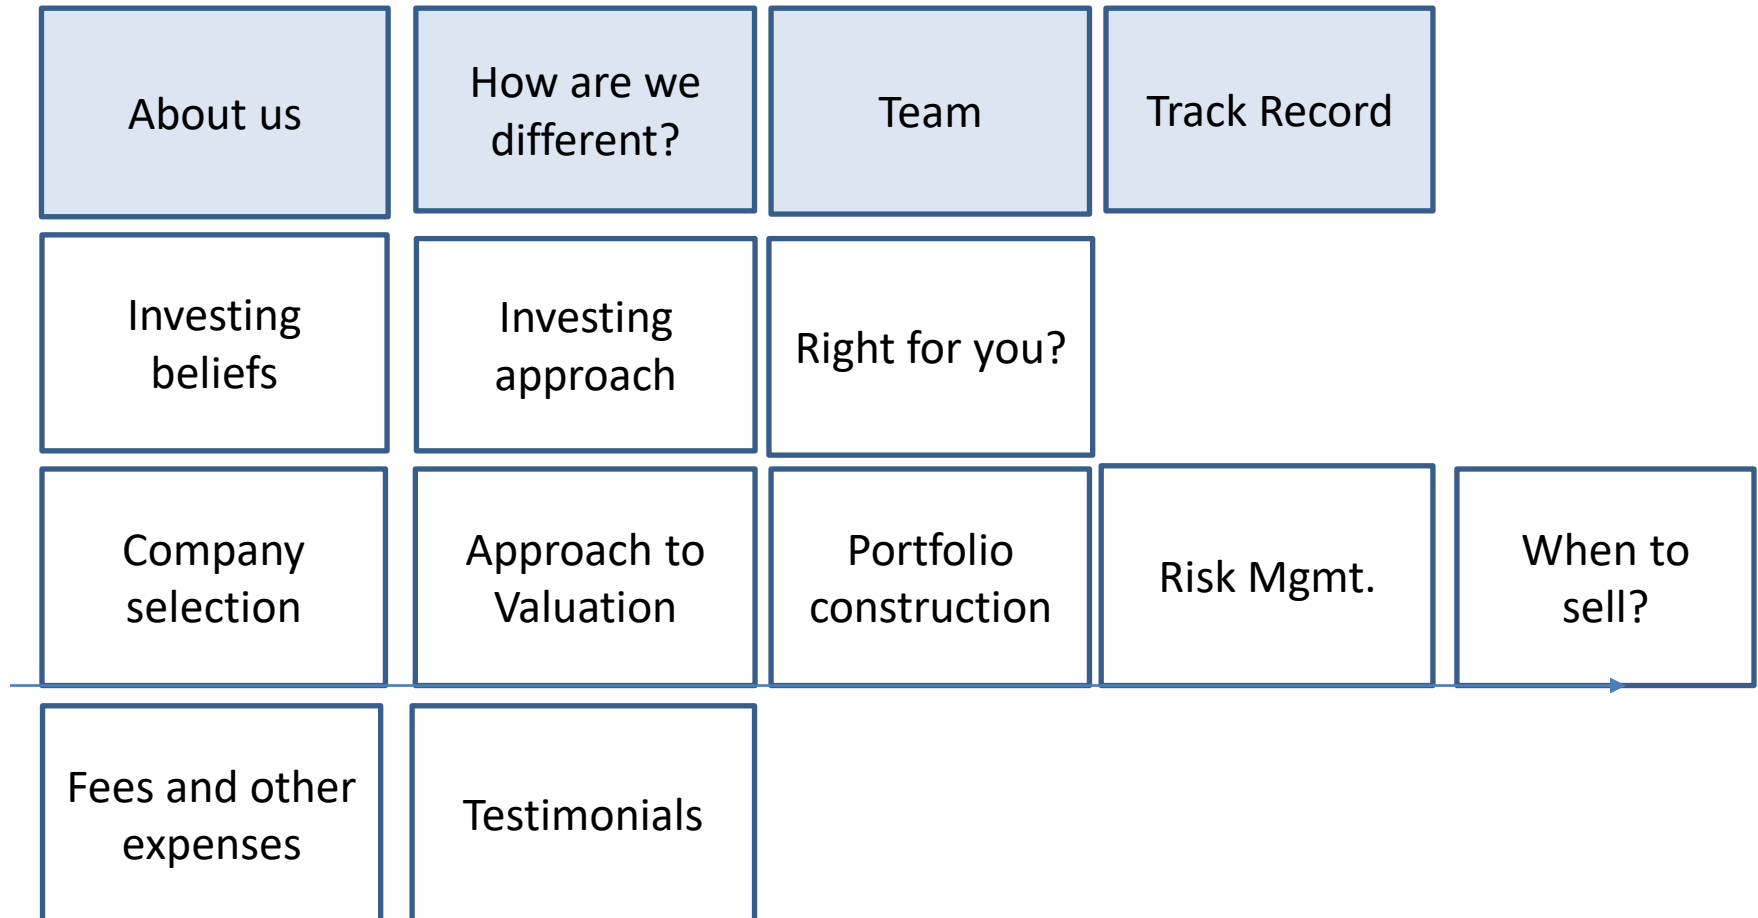 About us
How are we
different?
Team
Track Record
Investing
beliefs
Investing
approach
Right for you?
Company
selection
Approach to
Valuation
Portfolio
construction
Risk Mgmt.
When to
sell?
Fees and other
expenses
Testimonials